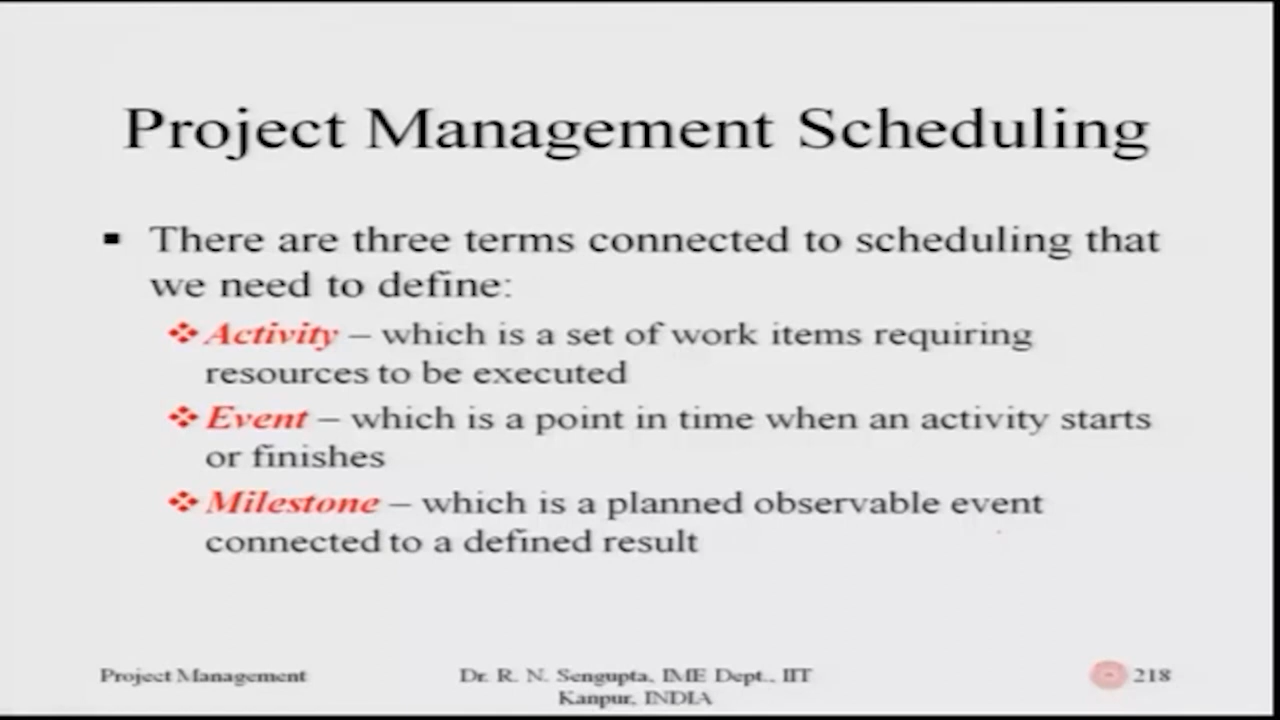 Project Management Scheduling
▪ There are three terms connected to scheduling that
we need to define:
❖ Activity – which is a set of work items requiring
resources to be executed
❖ Event – which is a point in time when an activity starts
or finishes
❖ Milestone – which is a planned observable event
connected to a defined result
Project Management
Dr. R. N. Sengupta, IME Dept., IIT
Kanpur, INDIA
218